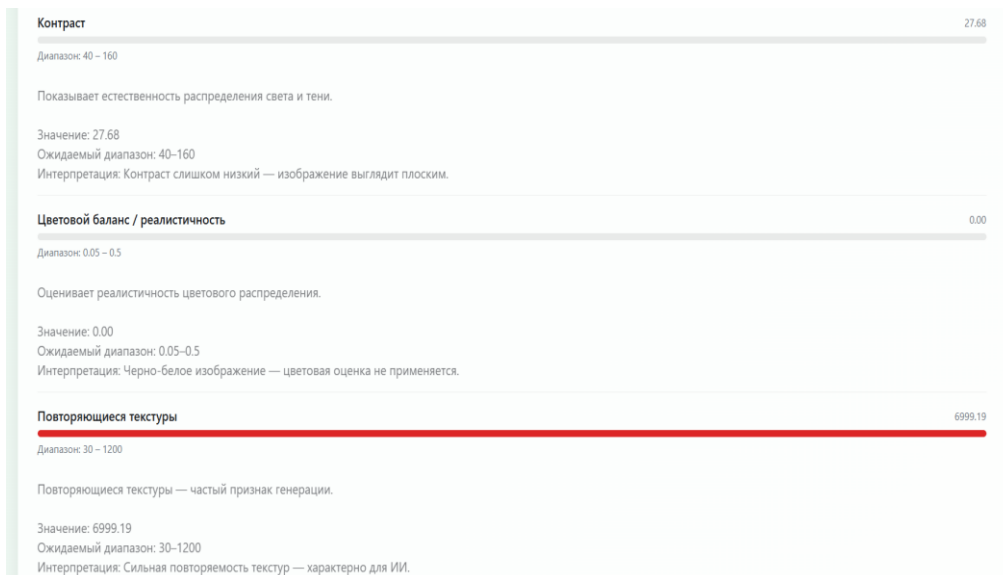 Контраст 27.68
Диапазон: 40 – 160
Показывает естественность распределения света и тени.
Значение: 27.68
Ожидаемый диапазон: 40–160
Интерпретация: Контраст слишком низкий — изображение выглядит плоским.
Цветовой баланс / реалистичность 0.00
Диапазон: 0.05 – 0.5
Оценивает реалистичность цветового распределения.
Значение: 0.00
Ожидаемый диапазон: 0.05–0.5
Интерпретация: Черно-белое изображение — цветовая оценка не применяется.
Повторяющиеся текстуры 6999.19
Диапазон: 30 – 1200
Повторяющиеся текстуры — частый признак генерации.
Значение: 6999.19
Ожидаемый диапазон: 30–1200
Интерпретация: Сильная повторяемость текстур — характерно для ИИ.